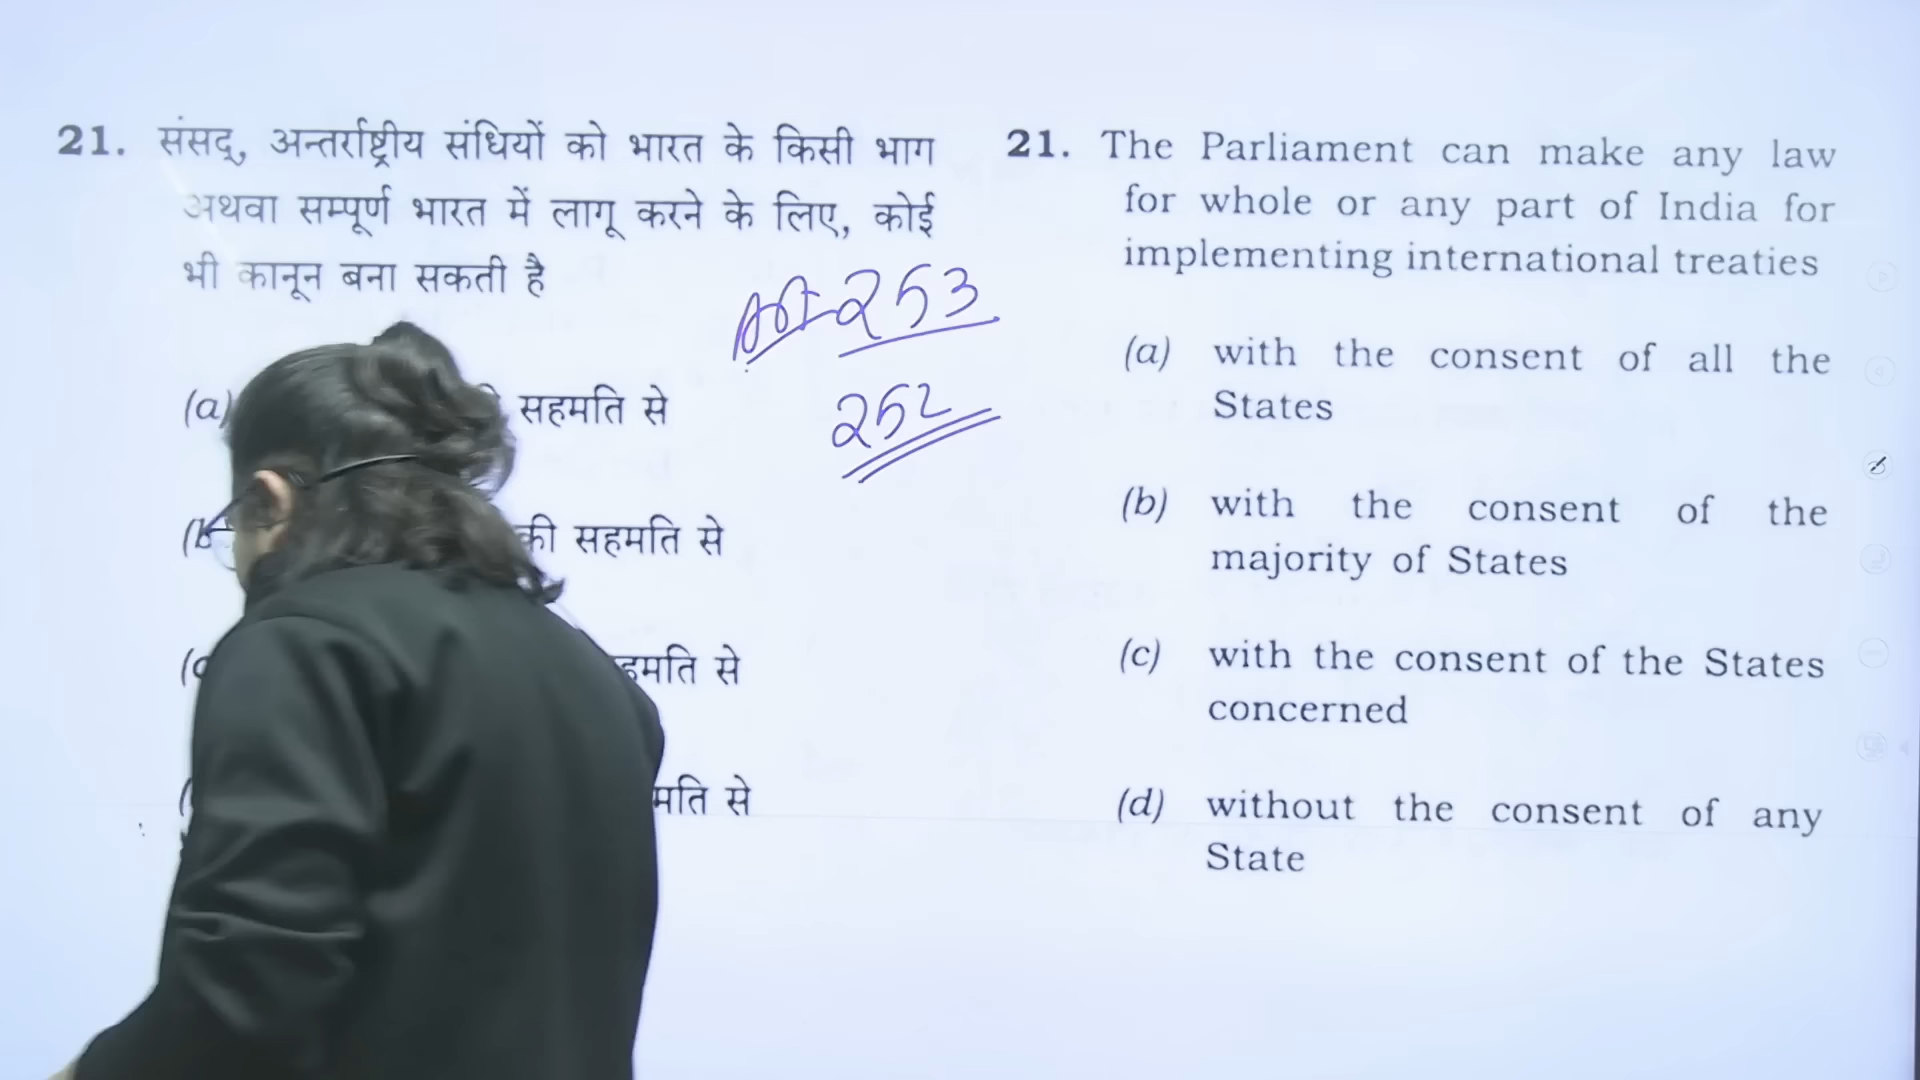 21. संसद्, अन्तर्राष्ट्रीय संधियों को भारत के किसी भाग
अथवा सम्पूर्ण भारत में लागू करने के लिए, कोई
भी कानून बना सकती है
253
252
(a)
सहमति से
की सहमति से
से
से
21. The Parliament can make any law
for whole or any part of India for
implementing international treaties
(a) with the consent of all the
States
(b) with the consent of the
majority of States
(c) with the consent of the States
concerned
(d) without the consent of any
State